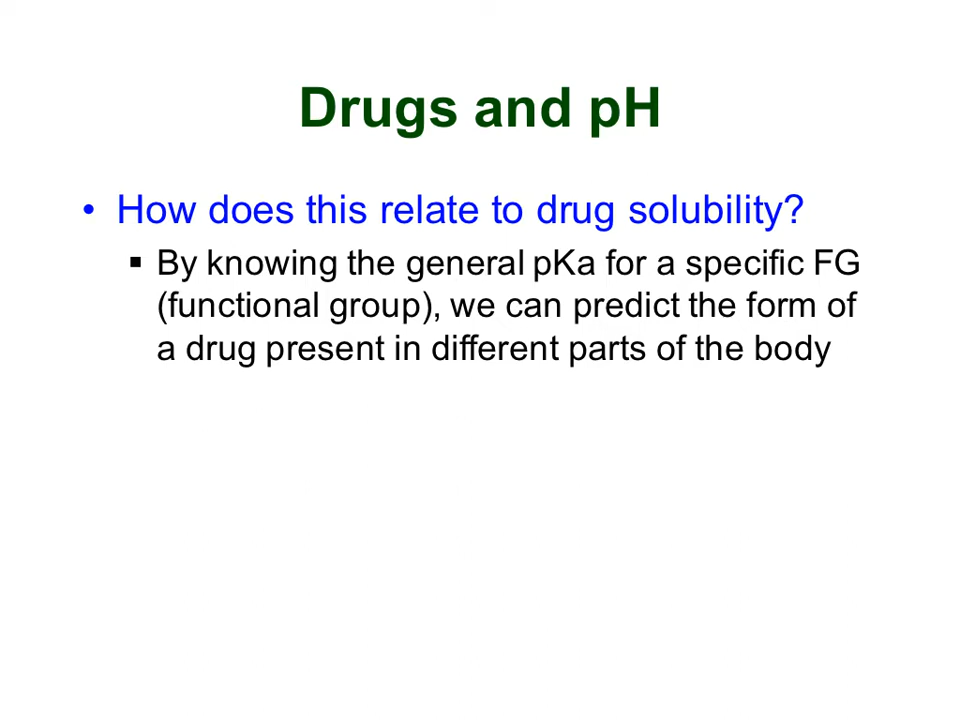 Drugs and pH
• How does this relate to drug solubility?
▪ By knowing the general pKa for a specific FG
(functional group), we can predict the form of
a drug present in different parts of the body